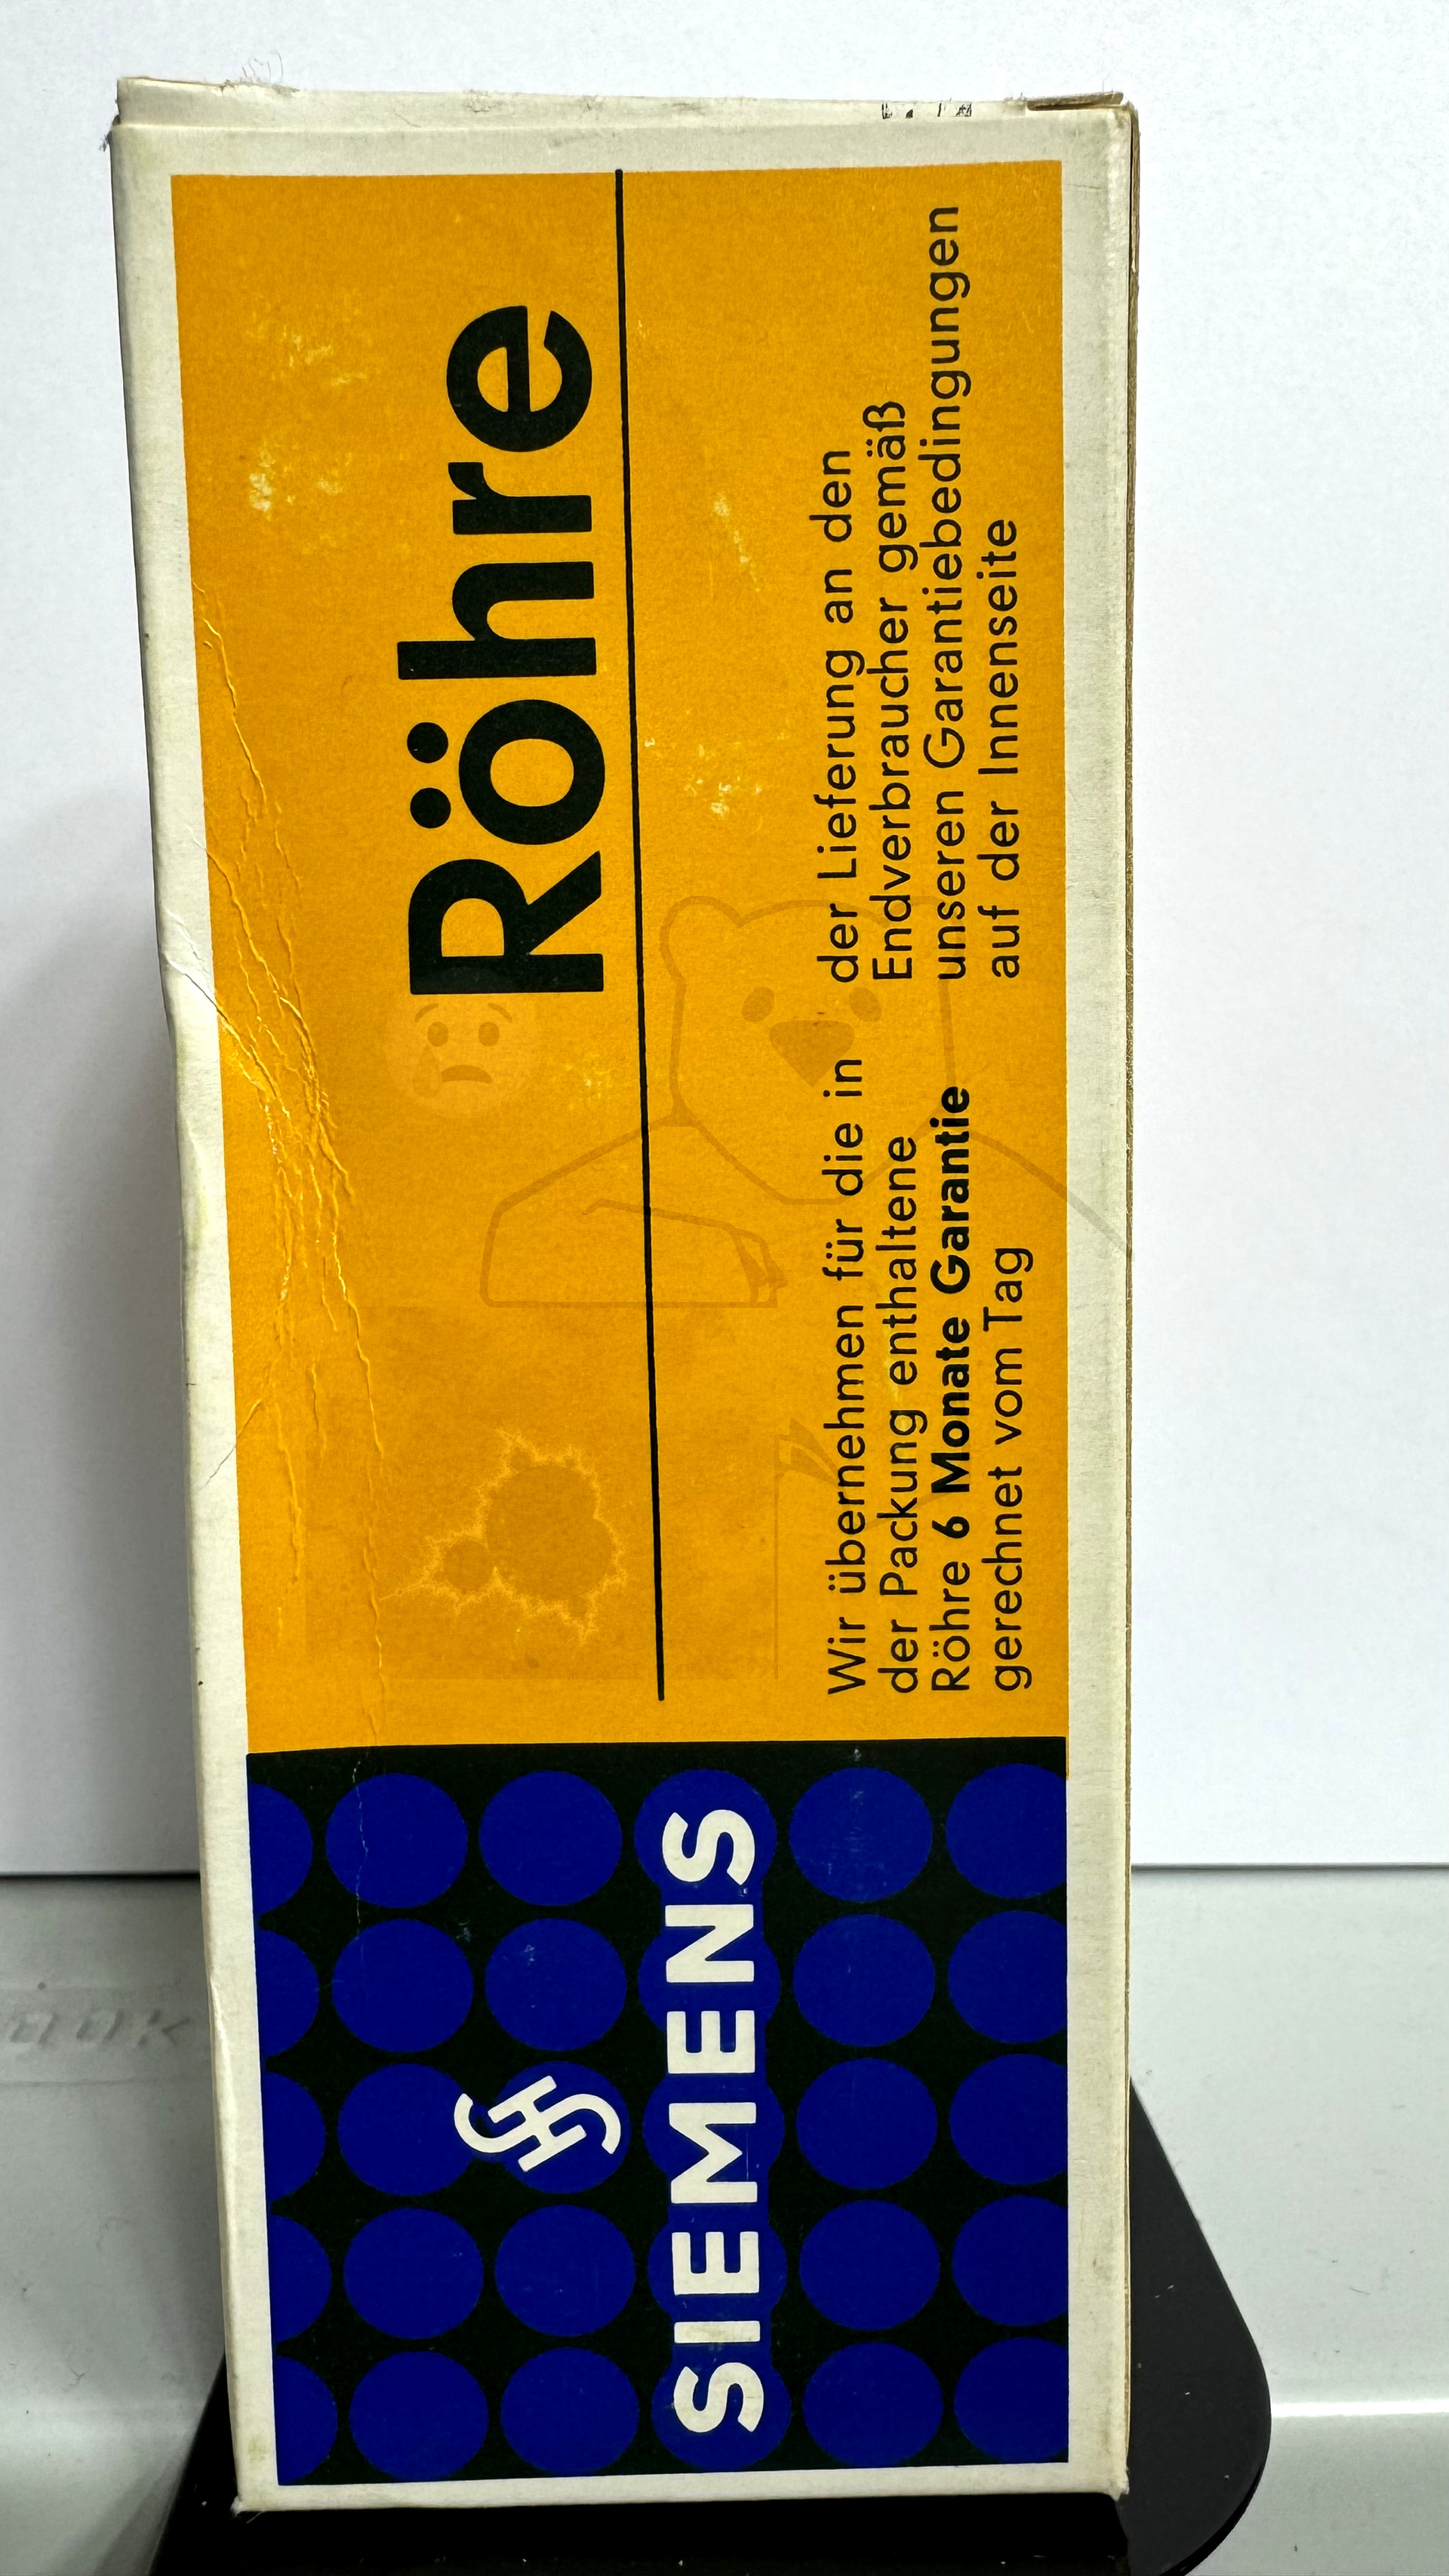 Röhre
Wir übernehmen für die in
der Packung enthaltene
Röhre 6 Monate Garantie
gerechnet vom Tag
der Lieferung an den
Endverbraucher gemäß
unseren Garantiebedingungen
auf der Innenseite
SIEMENS